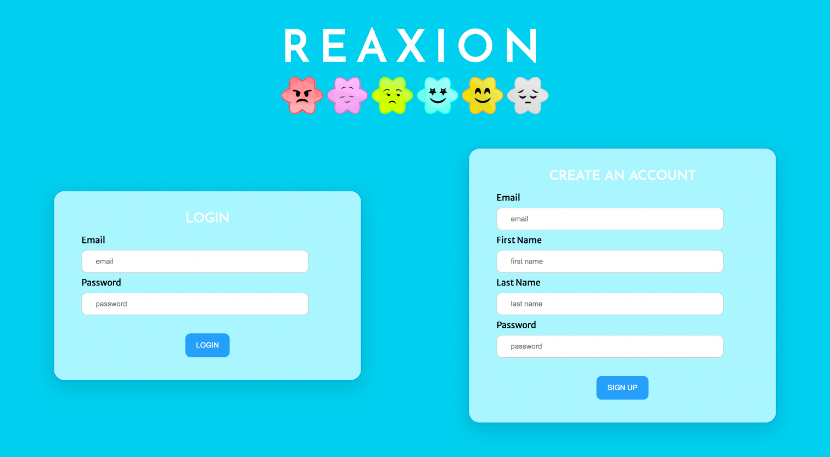 REAXION
LOGIN
Email
email
Password
password
LOGIN
CREATE AN ACCOUNT
Email
email
First Name
first name
Last Name
last name
Password
password
SIGN UP